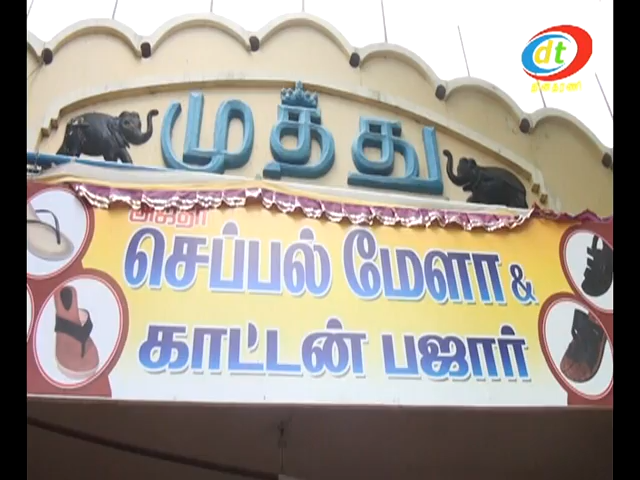 dt
முத்து
செப்பல் மேளா &
காட்டன் பஜார்